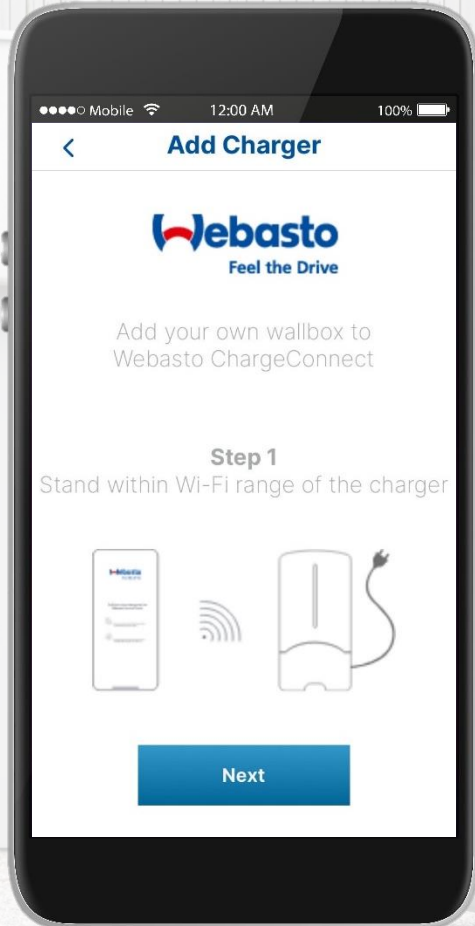 Mobile 12:00 AM 100%
Add Charger
Webasto
Feel the Drive
Add your own wallbox to
Webasto ChargeConnect
Step 1
Stand within Wi-Fi range of the charger
Webasto
Next